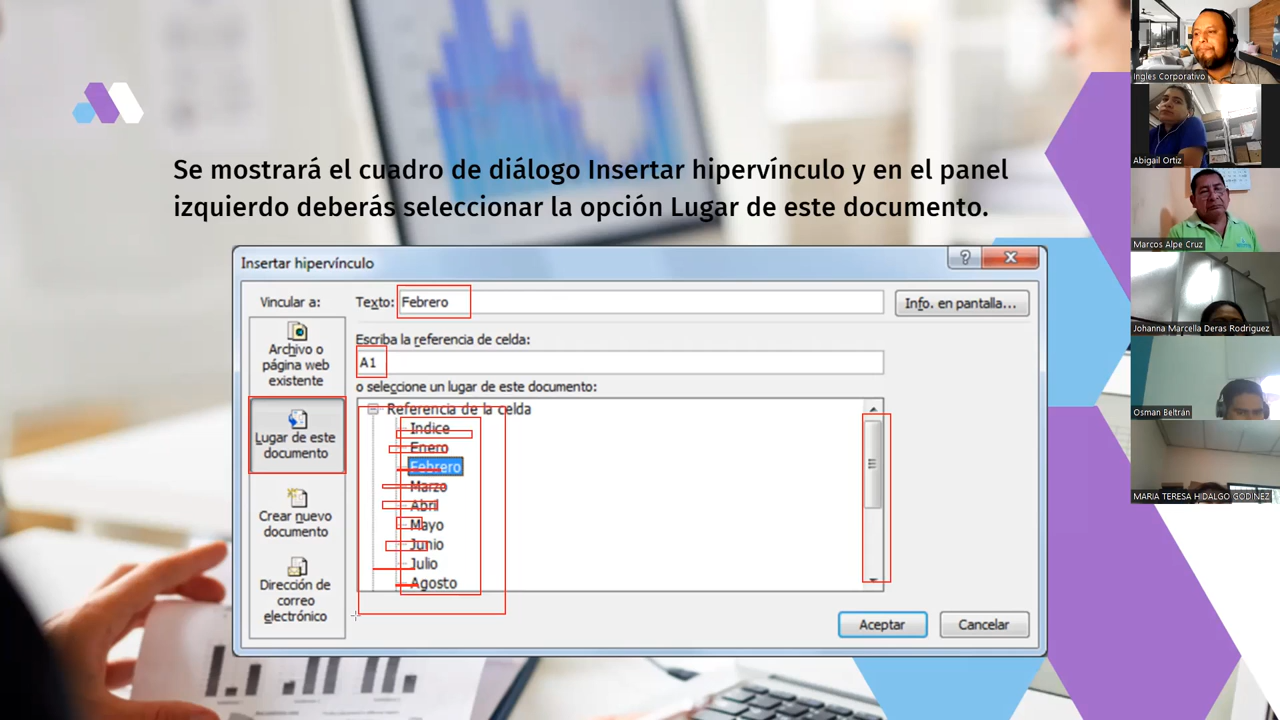 Se mostrará el cuadro de diálogo Insertar hipervínculo y en el panel
izquierdo deberás seleccionar la opción Lugar de este documento.
Insertar hipervínculo
Vincular a:
Texto: Febrero
Info. en pantalla...
Archivo o
página web
existente
Escriba la referencia de celda:
A1
o seleccione un lugar de este documento:
Lugar de este
documento
Referencia de la celda
Indice
Enero
Febrero
Marzo
Abril
Mayo
Junio
Julio
Agosto
Crear nuevo
documento
Dirección de
correo
electrónico
Aceptar
Cancelar
Ingles Corporativo
Abigail Ortiz
Marcos Alpe Cruz
Johanna Marcella Deras Rodriguez
Osman Beltrán
MARIA TERESA HIDALGO GODINEZ